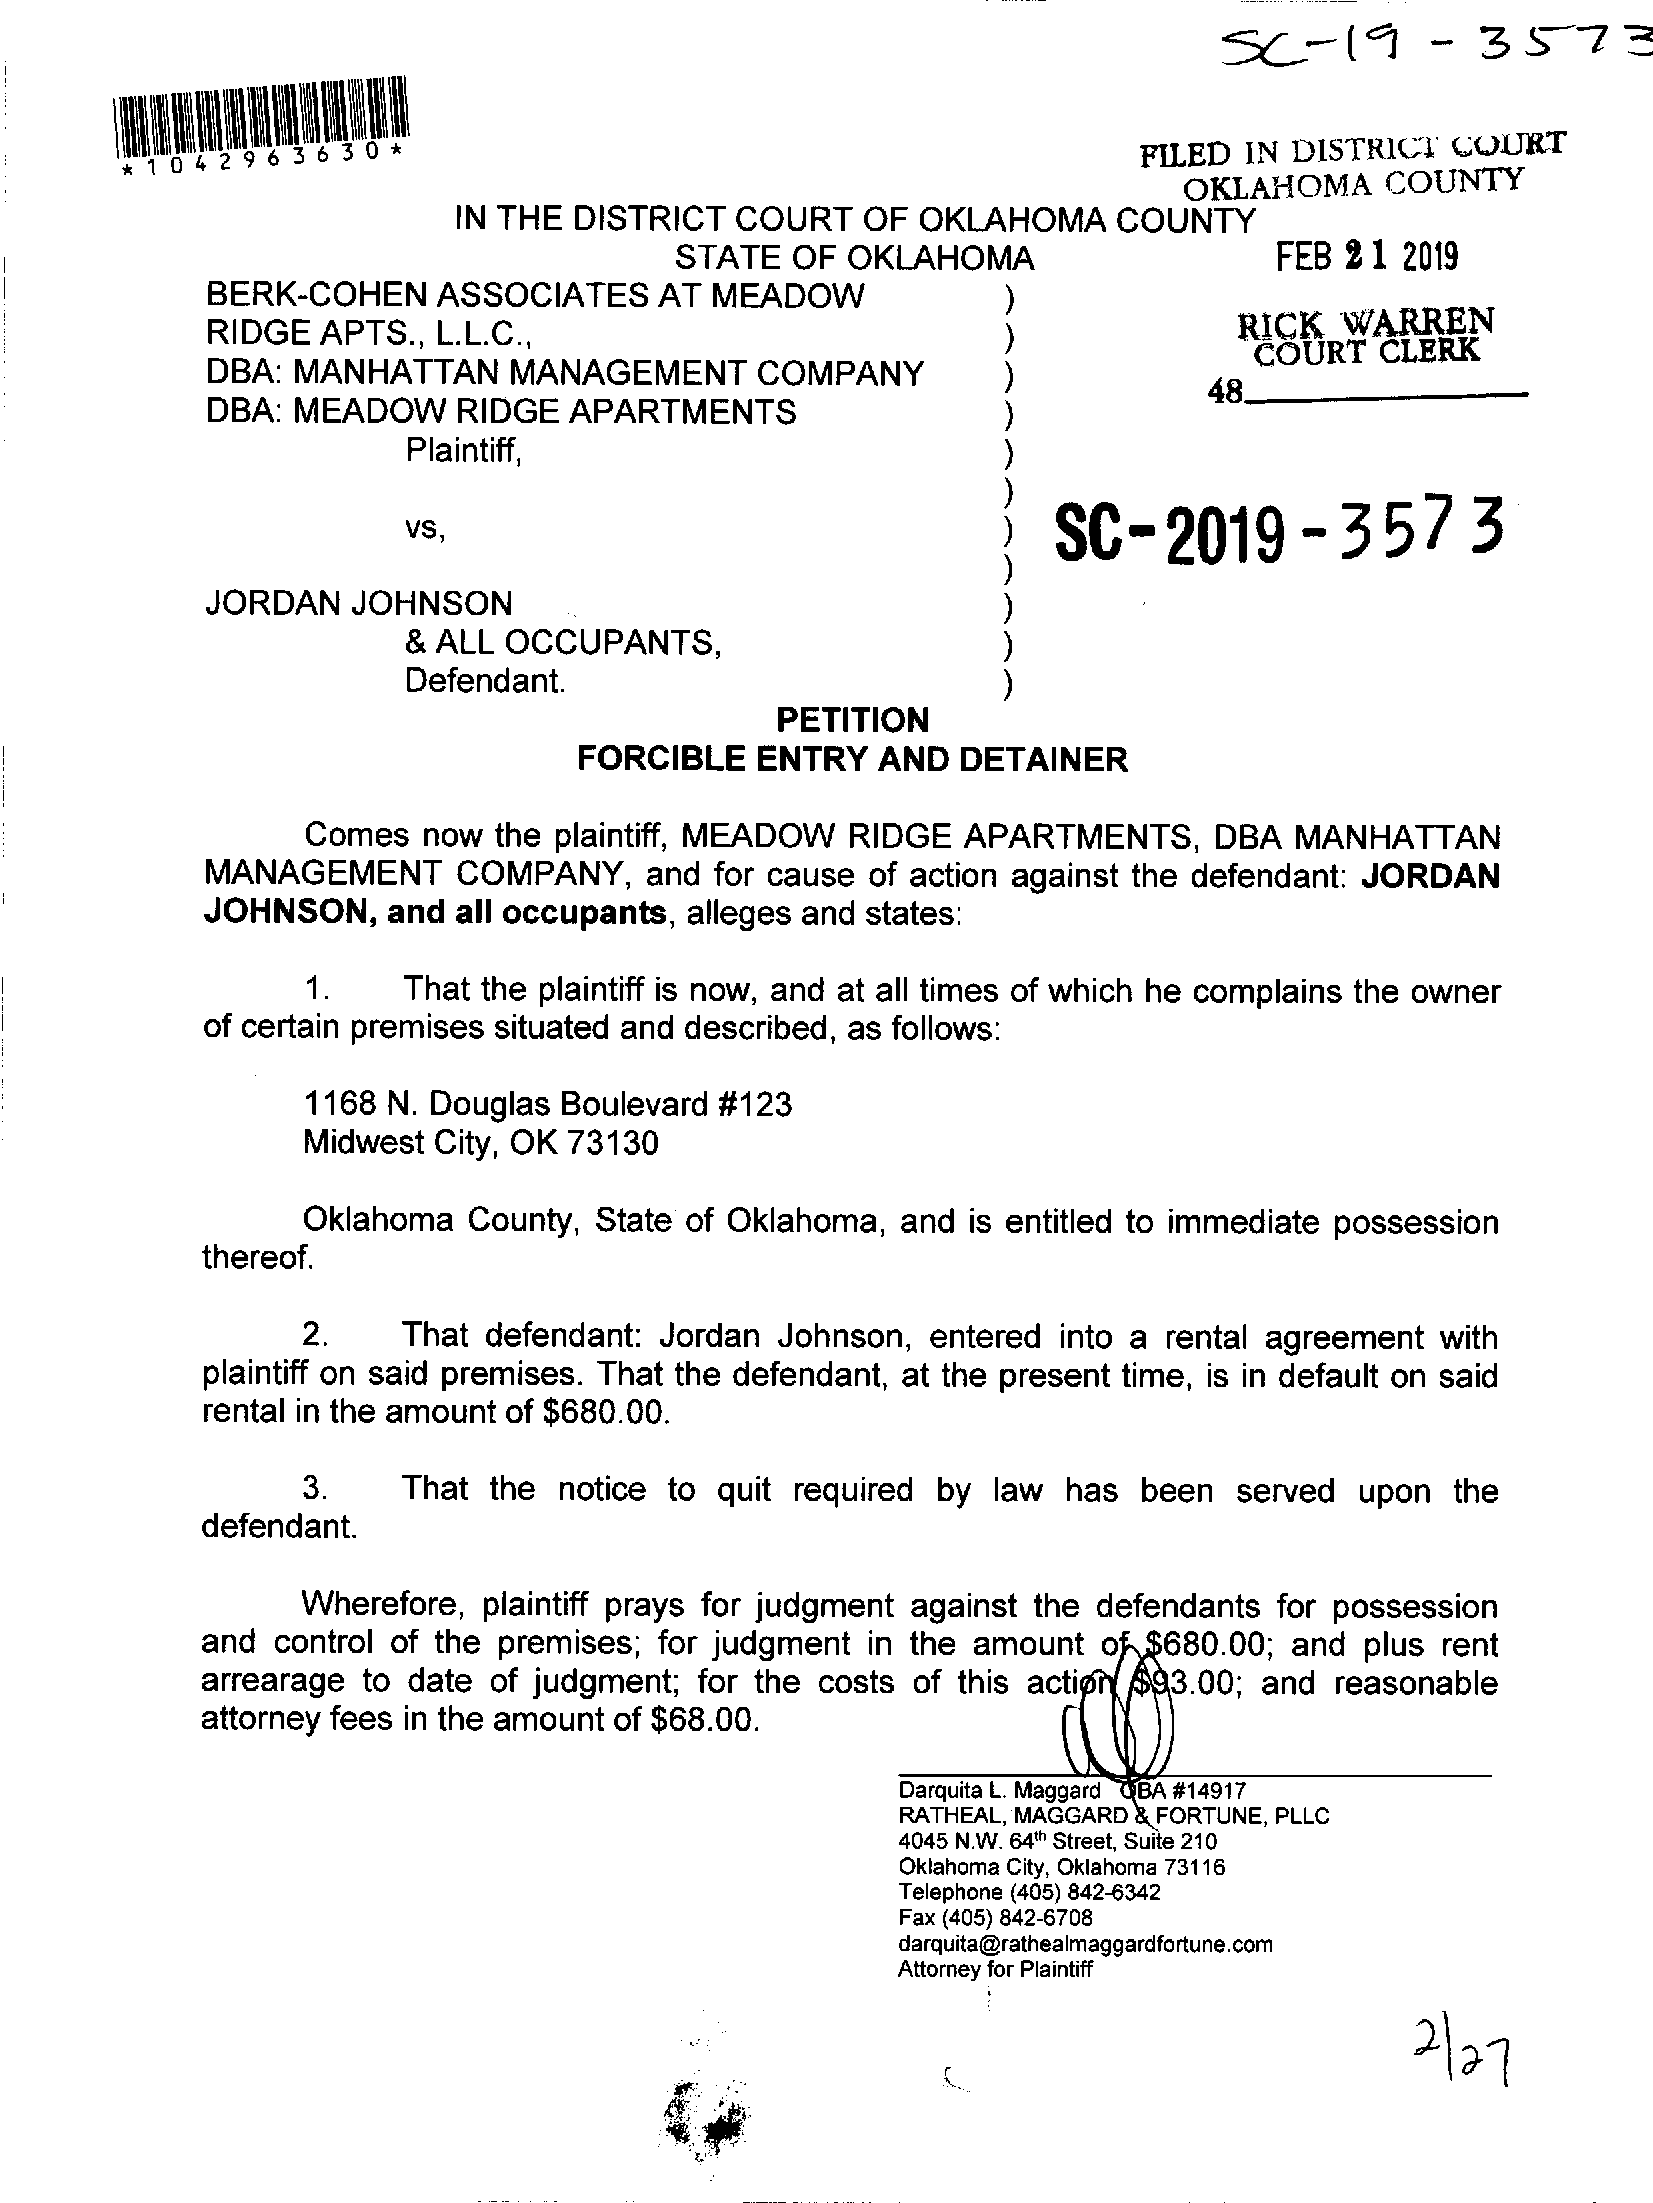 SC-19-3573
*1042963630*
FILED IN DISTRICT COURT
OKLAHOMA COUNTY
IN THE DISTRICT COURT OF OKLAHOMA COUNTY
STATE OF OKLAHOMA
FEB 21 2019
BERK-COHEN ASSOCIATES AT MEADOW )
RIDGE APTS., L.L.C., )
RICK WARREN
COURT CLERK
DBA: MANHATTAN MANAGEMENT COMPANY )
48
DBA: MEADOW RIDGE APARTMENTS )
Plaintiff, )
)
vs, )
SC-2019-3573
)
JORDAN JOHNSON )
& ALL OCCUPANTS, )
Defendant. )
PETITION
FORCIBLE ENTRY AND DETAINER
Comes now the plaintiff, MEADOW RIDGE APARTMENTS, DBA MANHATTAN
MANAGEMENT COMPANY, and for cause of action against the defendant: JORDAN
JOHNSON, and all occupants, alleges and states:
1. That the plaintiff is now, and at all times of which he complains the owner
of certain premises situated and described, as follows:
1168 N. Douglas Boulevard #123
Midwest City, OK 73130
Oklahoma County, State of Oklahoma, and is entitled to immediate possession
thereof.
2. That defendant: Jordan Johnson, entered into a rental agreement with
plaintiff on said premises. That the defendant, at the present time, is in default on said
rental in the amount of $680.00.
3. That the notice to quit required by law has been served upon the
defendant.
Wherefore, plaintiff prays for judgment against the defendants for possession
and control of the premises; for judgment in the amount of $680.00; and plus rent
arrearage to date of judgment; for the costs of this action $93.00; and reasonable
attorney fees in the amount of $68.00.
Darquita L. Maggard OBA #14917
RATHEAL, MAGGARD & FORTUNE, PLLC
4045 N.W. 64th Street, Suite 210
Oklahoma City, Oklahoma 73116
Telephone (405) 842-6342
Fax (405) 842-6708
darquita@rathealmaggardfortune.com
Attorney for Plaintiff
2/27